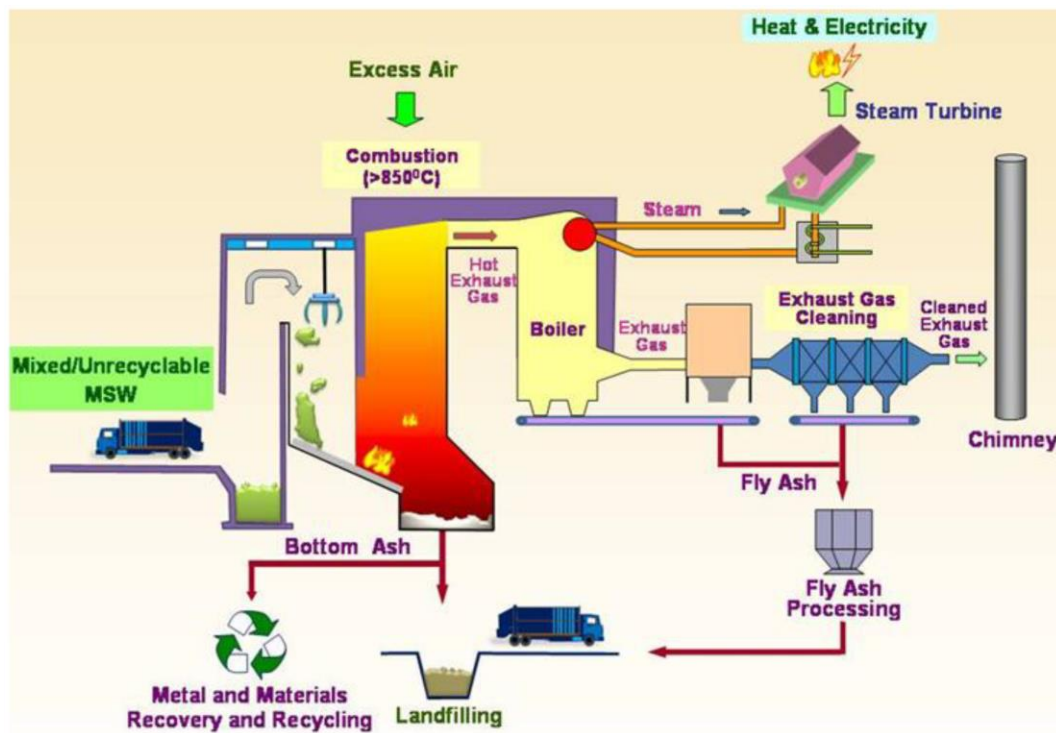 Heat & Electricity
Excess Air
Steam Turbine
Combustion
(>850⁰C)
Steam
Hot
Exhaust
Gas
Boiler
Exhaust
Gas
Exhaust Gas
Cleaning
Cleaned
Exhaust
Gas
Mixed/Unrecyclable
MSW
Chimney
Fly Ash
Bottom Ash
Fly Ash
Processing
Metal and Materials
Recovery and Recycling
Landfilling